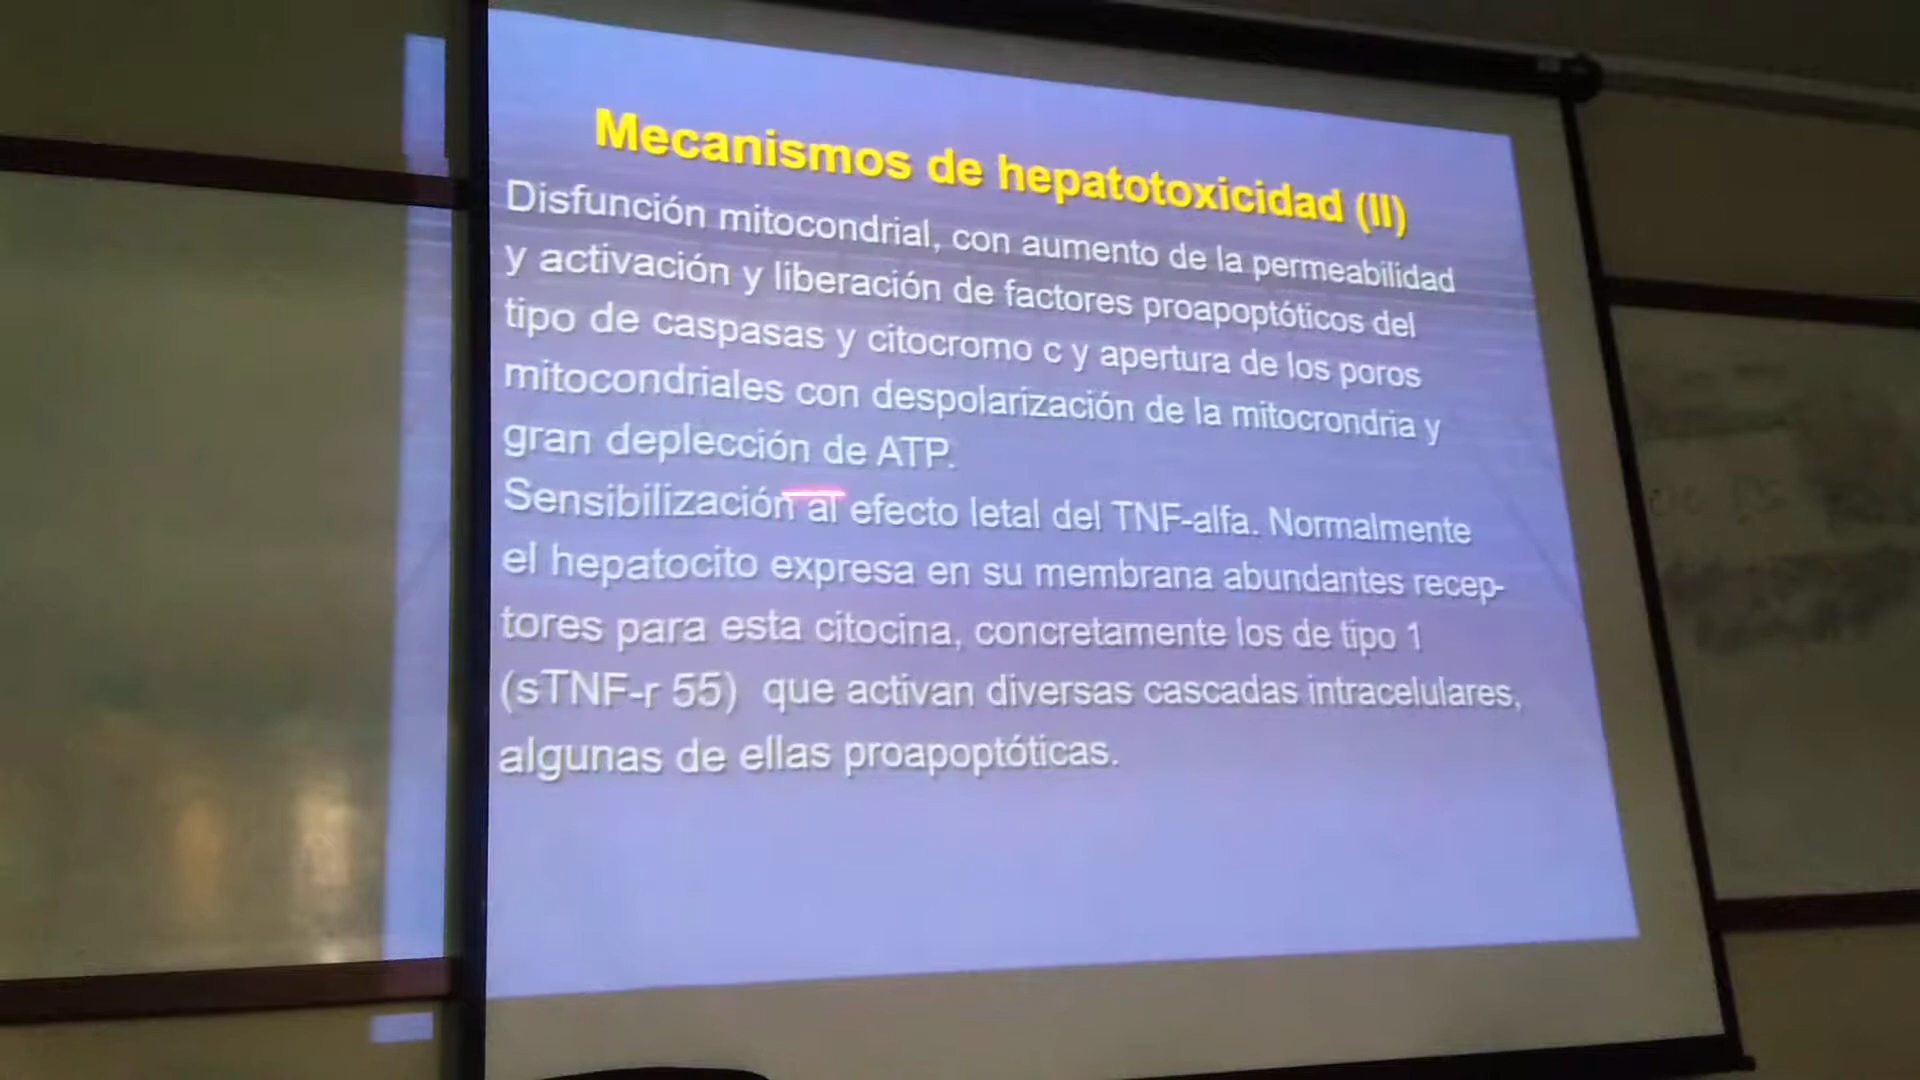 Mecanismos de hepatotoxicidad (II)
Disfunción mitocondrial, con aumento de la permeabilidad
y activación y liberación de factores proapoptóticos del
tipo de caspasas y citocromo c y apertura de los poros
mitocondriales con despolarización de la mitocrondria y
gran deplección de ATP.
Sensibilización al efecto letal del TNF-alfa. Normalmente
el hepatocito expresa en su membrana abundantes recep-
tores para esta citocina, concretamente los de tipo 1
(sTNF-r 55) que activan diversas cascadas intracelulares,
algunas de ellas proapoptóticas.